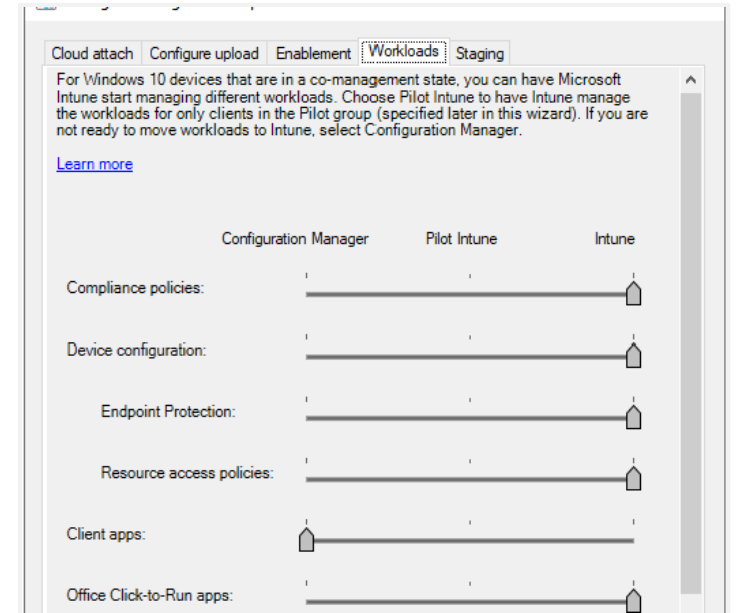 Cloud attach Configure upload Enablement Workloads Staging
For Windows 10 devices that are in a co-management state, you can have Microsoft
Intune start managing different workloads. Choose Pilot Intune to have Intune manage
the workloads for only clients in the Pilot group (specified later in this wizard). If you are
not ready to move workloads to Intune, select Configuration Manager.
Learn more
Configuration Manager Pilot Intune Intune
Compliance policies:
Device configuration:
Endpoint Protection:
Resource access policies:
Client apps:
Office Click-to-Run apps: